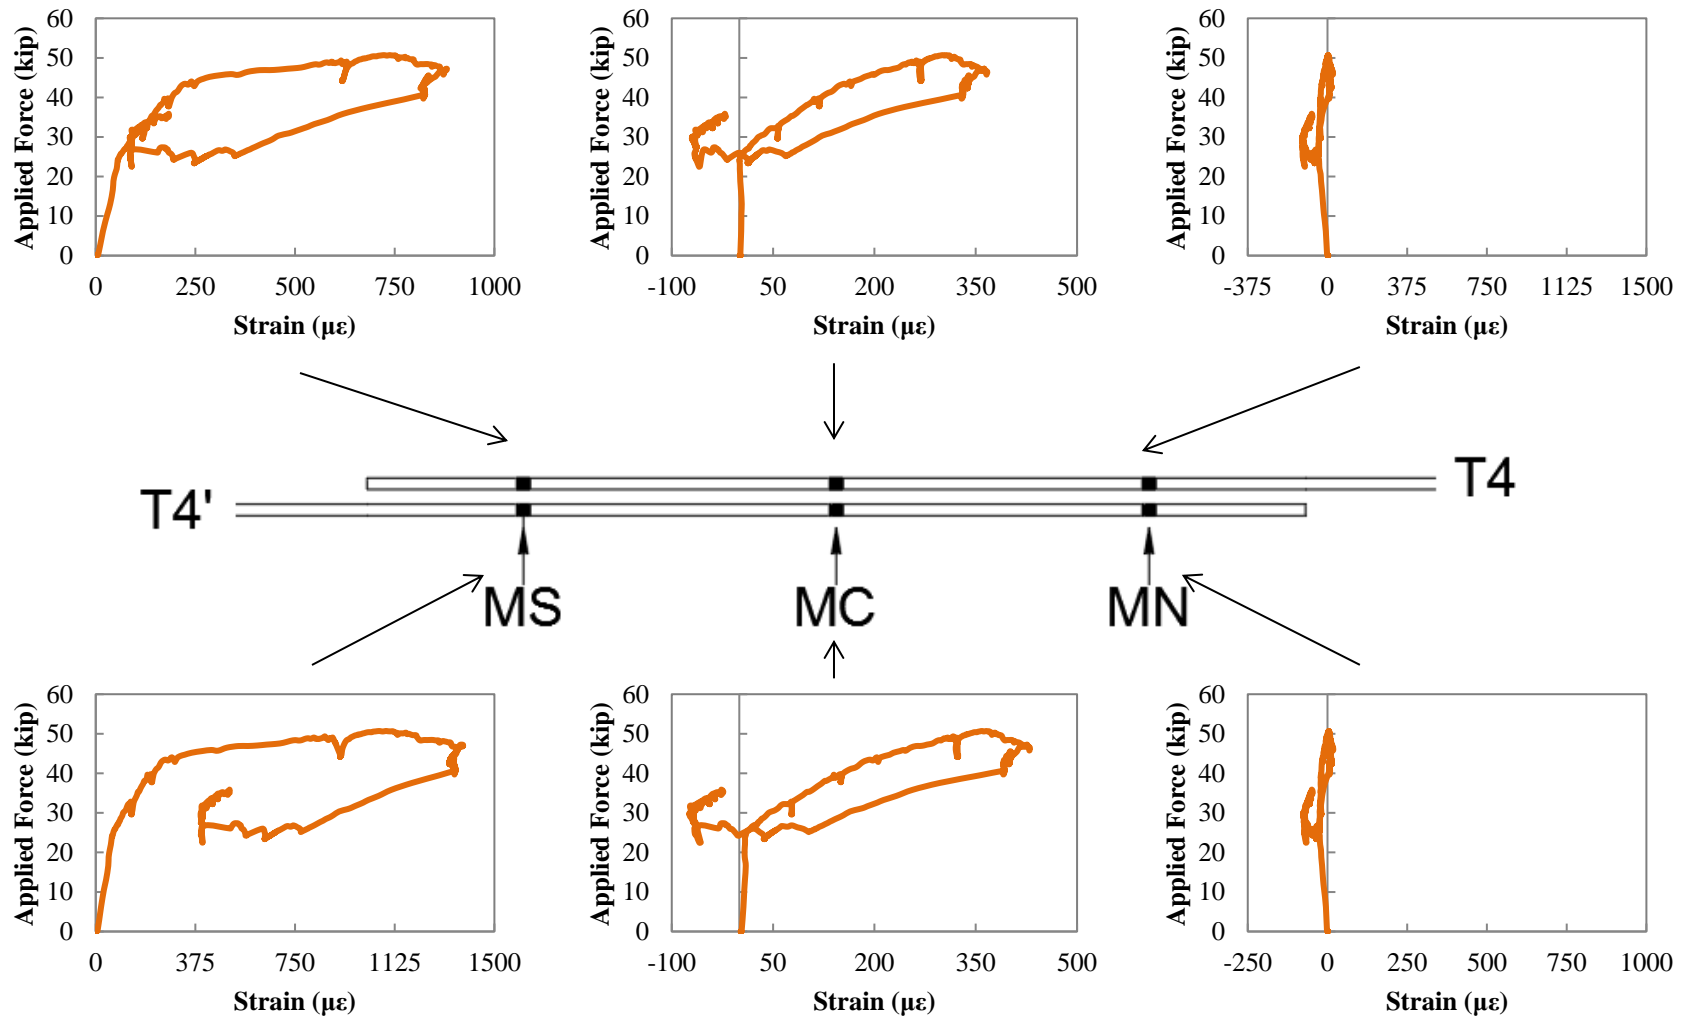 60
50
40
30
20
10
0
Applied Force (kip)
0 250 500 750 1000
Strain (με)
60
50
40
30
20
10
0
Applied Force (kip)
-100 50 200 350 500
Strain (με)
60
50
40
30
20
10
0
Applied Force (kip)
-375 0 375 750 1125 1500
Strain (με)
T4
T4'
MS MC MN
60
50
40
30
20
10
0
Applied Force (kip)
0 375 750 1125 1500
Strain (με)
60
50
40
30
20
10
0
Applied Force (kip)
-100 50 200 350 500
Strain (με)
60
50
40
30
20
10
0
Applied Force (kip)
-250 0 250 500 750 1000
Strain (με)